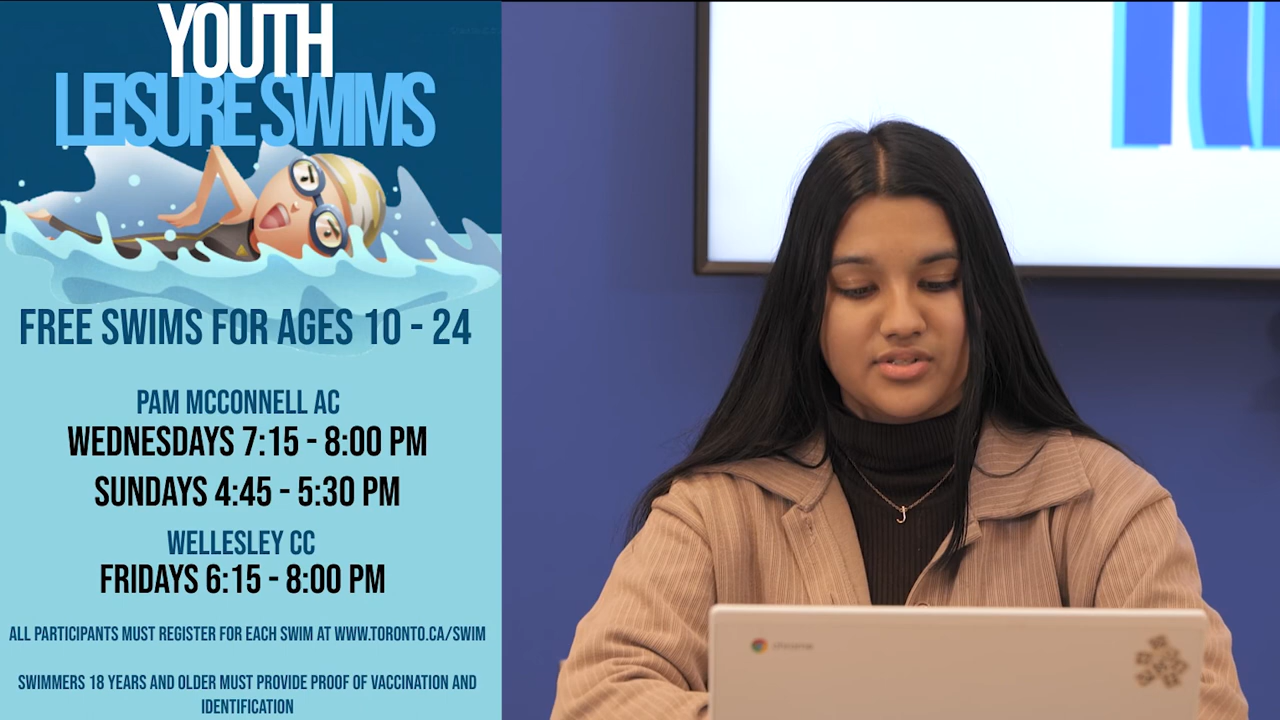 YOUTH
LEISURE SWIMS
FREE SWIMS FOR AGES 10 - 24
PAM MCCONNELL AC
WEDNESDAYS 7:15 - 8:00 PM
SUNDAYS 4:45 - 5:30 PM
WELLESLEY CC
FRIDAYS 6:15 - 8:00 PM
ALL PARTICIPANTS MUST REGISTER FOR EACH SWIM AT WWW.TORONTO.CA/SWIM
SWIMMERS 18 YEARS AND OLDER MUST PROVIDE PROOF OF VACCINATION AND
IDENTIFICATION
J
chrome